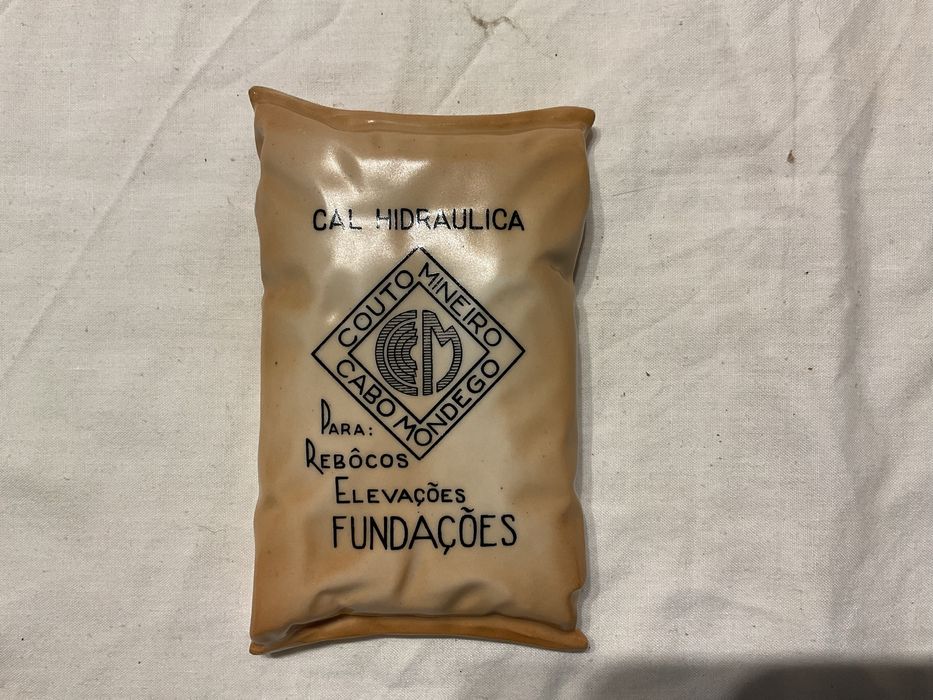 CAL HIDRAULICA
COUTO MINEIRO
CABO MONDEGO
CM
PARA:
REBÔCOS
ELEVAÇÕES
FUNDAÇÕES